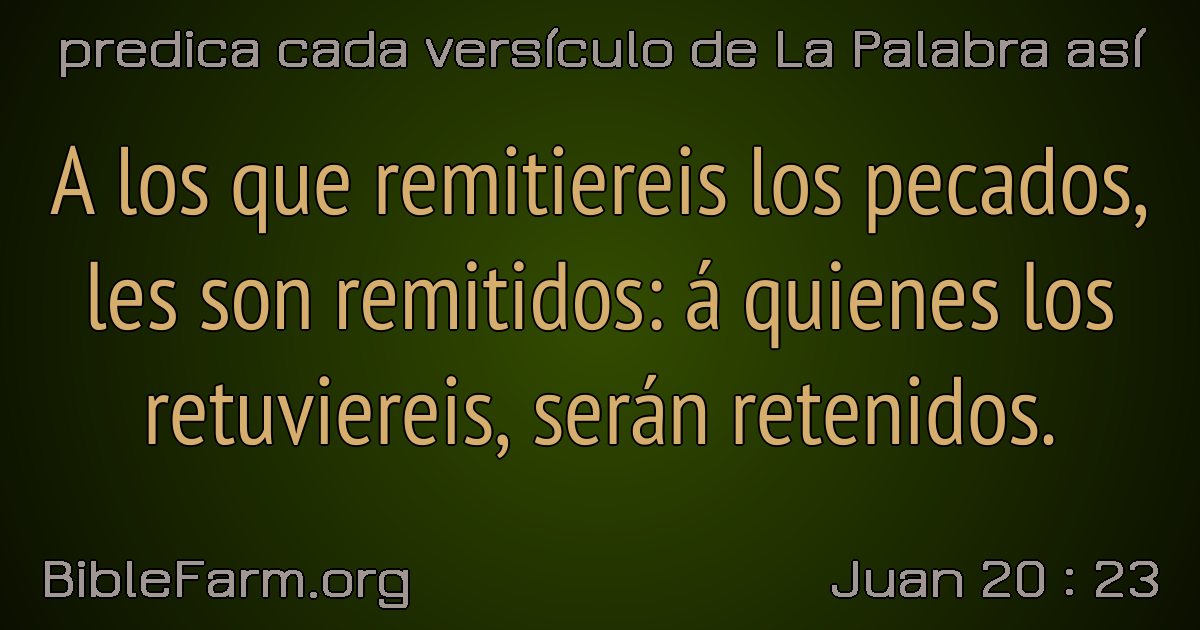 predica cada versículo de La Palabra así
A los que remitiereis los pecados,
les son remitidos: á quienes los
retuviereis, serán retenidos.
BibleFarm.org
Juan 20 : 23